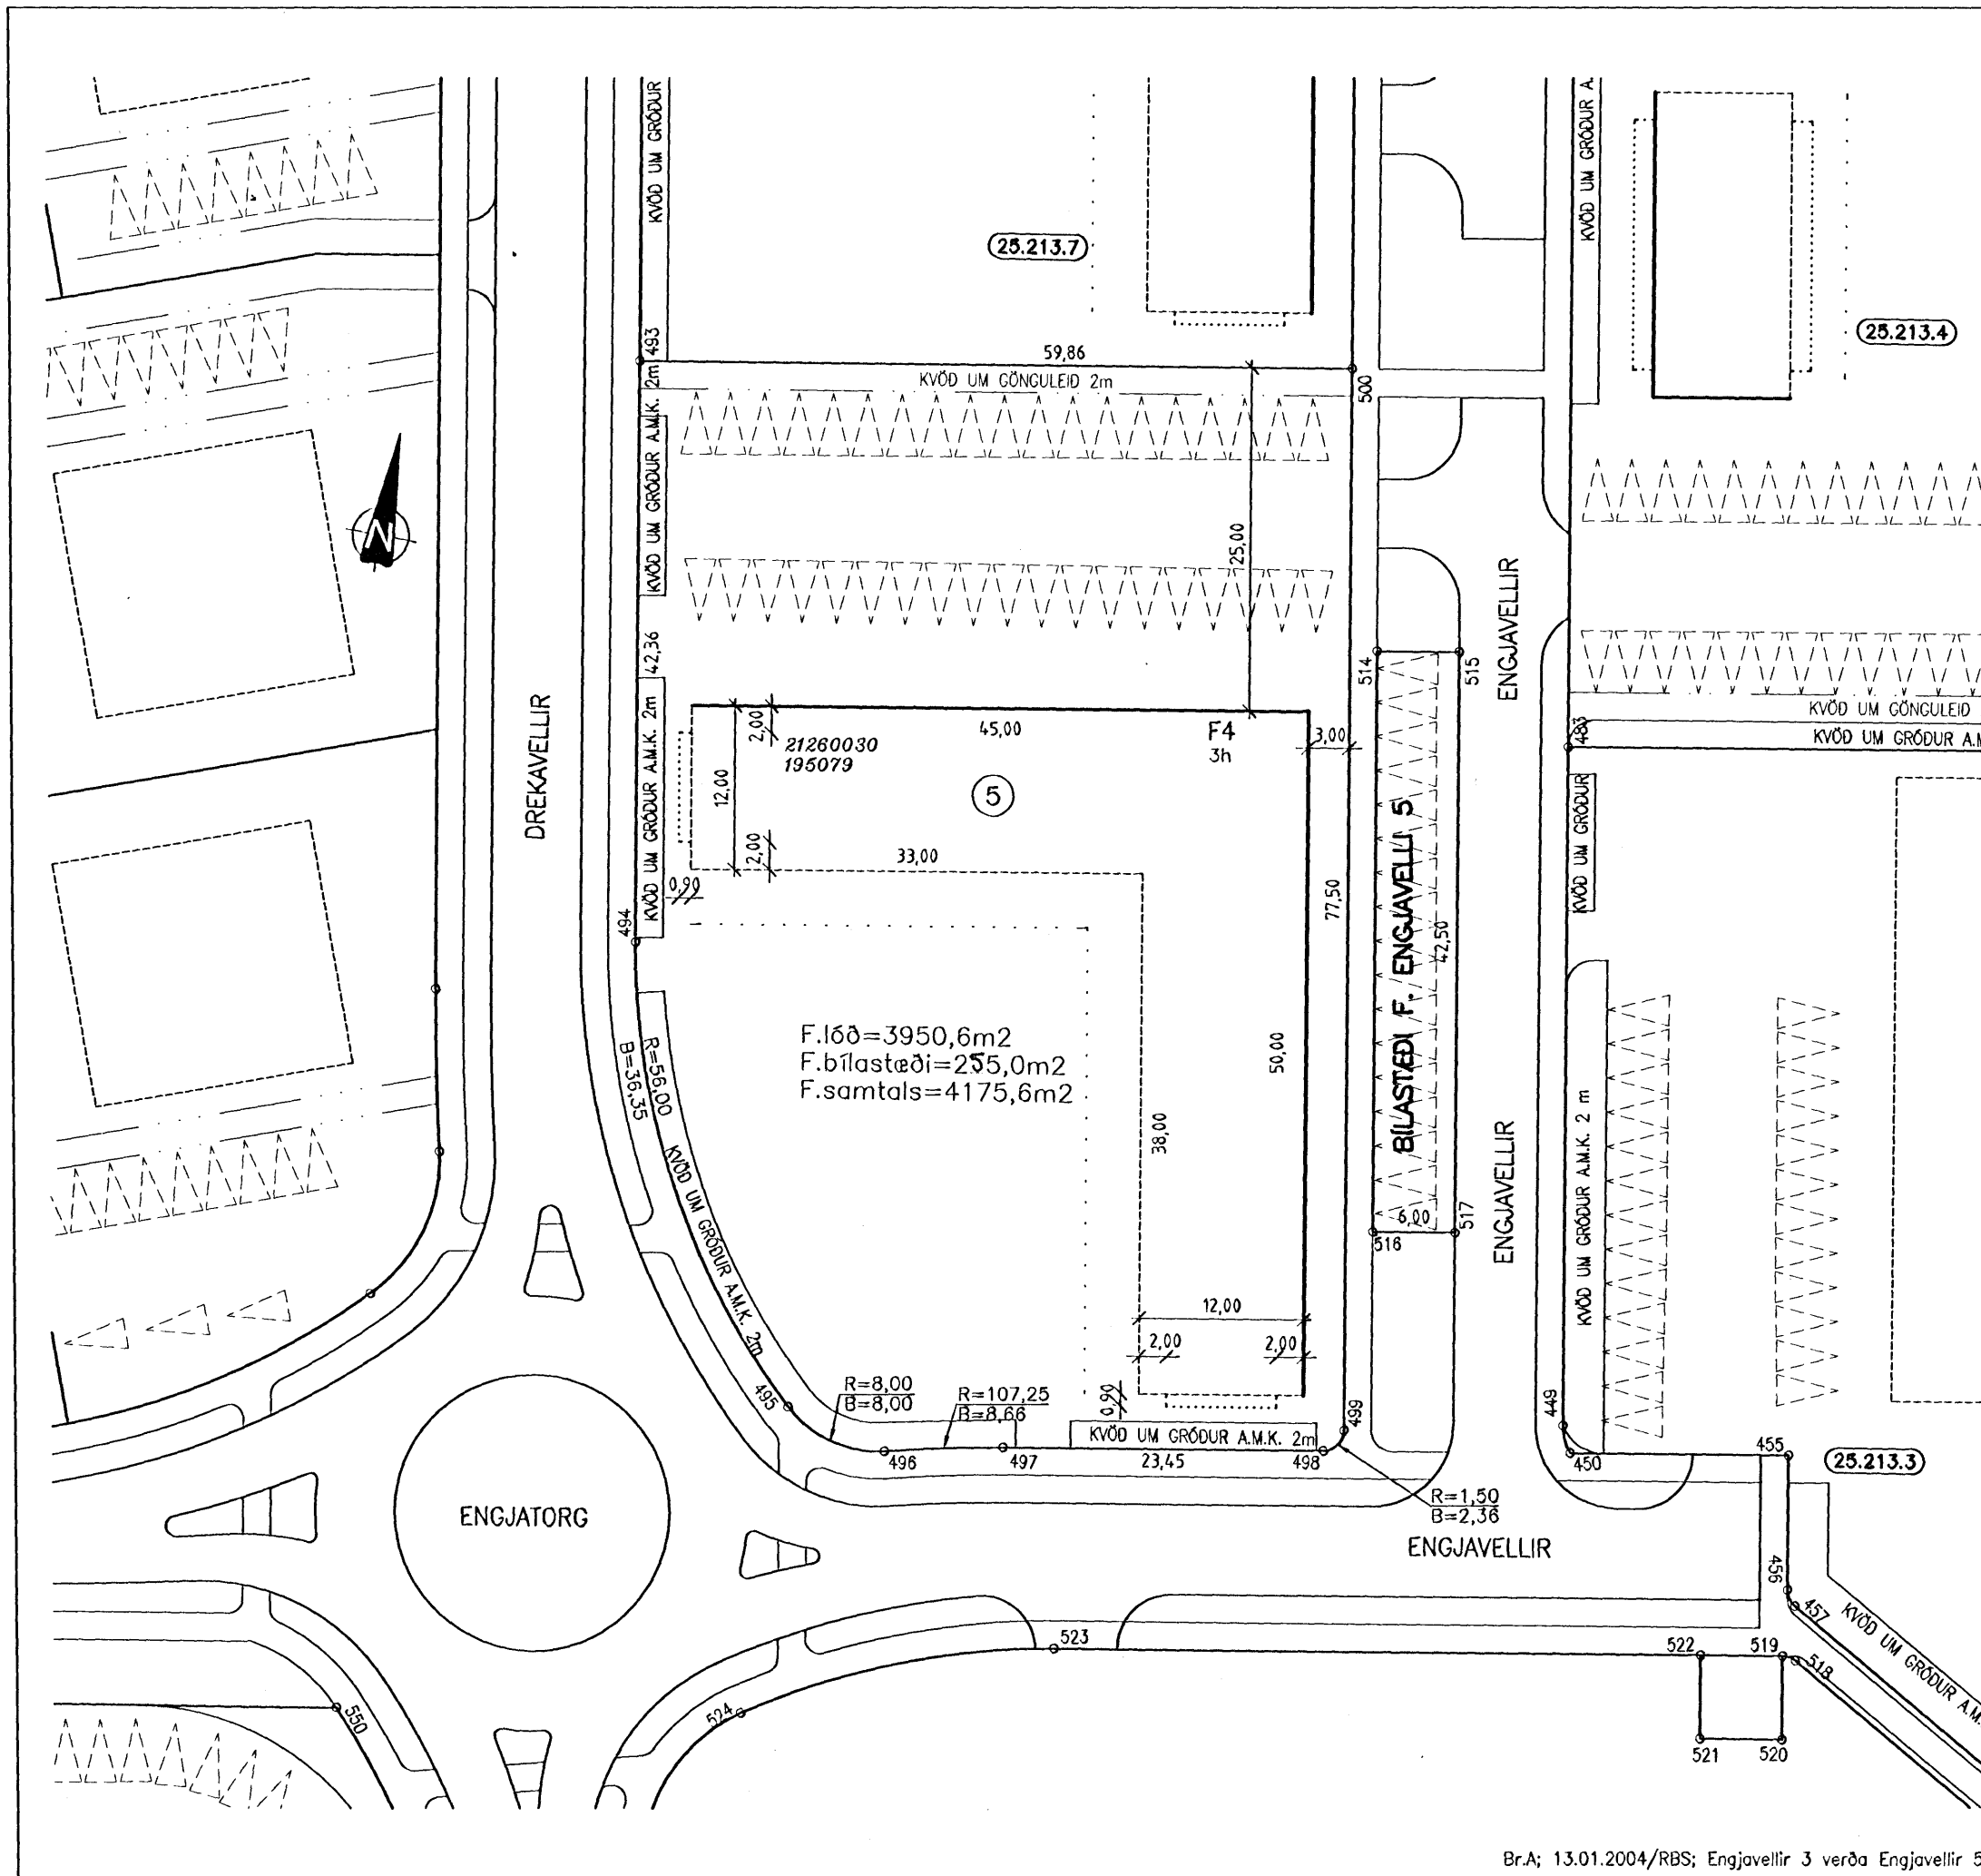 KVÖÐ UM GRÓÐUR
KVÖÐ UM GRÓÐUR A.
25.213.7
25.213.4
493
59,86
KVÖÐ UM GÖNGULEIÐ 2m
500
KVÖÐ UM GRÓÐUR A.M.K. 2m
N
25,00
ENGJAVELLIR
42,36
514
515
KVÖÐ UM GÖNGULEIÐ
483
KVÖÐ UM GRÓÐUR A.M
DREKAVELLIR
KVÖÐ UM GRÓÐUR A.M.K. 2m
2,00
45,00
F4
3h
3,00
21260030
195079
12,00
5
2,00
33,00
0,90
494
KVÖÐ UM GRÓÐUR
77,50
BÍLASTÆÐI F. ENGJAVELLI 5
42,50
F.lóð=3950,6m2
F.bílastæði=255,0m2
F.samtals=4175,6m2
R=56,00
B=36,35
50,00
38,00
KVÖÐ UM GRÓÐUR A.M.K. 2m
KVÖÐ UM GRÓÐUR A.M.K. 2 m
ENGJAVELLIR
6,00
516
517
12,00
2,00
2,00
495
R=8,00
B=8,00
R=107,25
B=8,66
0,90
499
449
KVÖÐ UM GRÓÐUR A.M.K. 2m
496
497
23,45
498
450
455
25.213.3
R=1,50
B=2,36
ENGJATORG
ENGJAVELLIR
456
457
KVÖÐ UM GRÓÐUR A.M.
523
522
519
518
524
550
521
520
Br.A; 13.01.2004/RBS; Engjavellir 3 verða Engjavellir 5